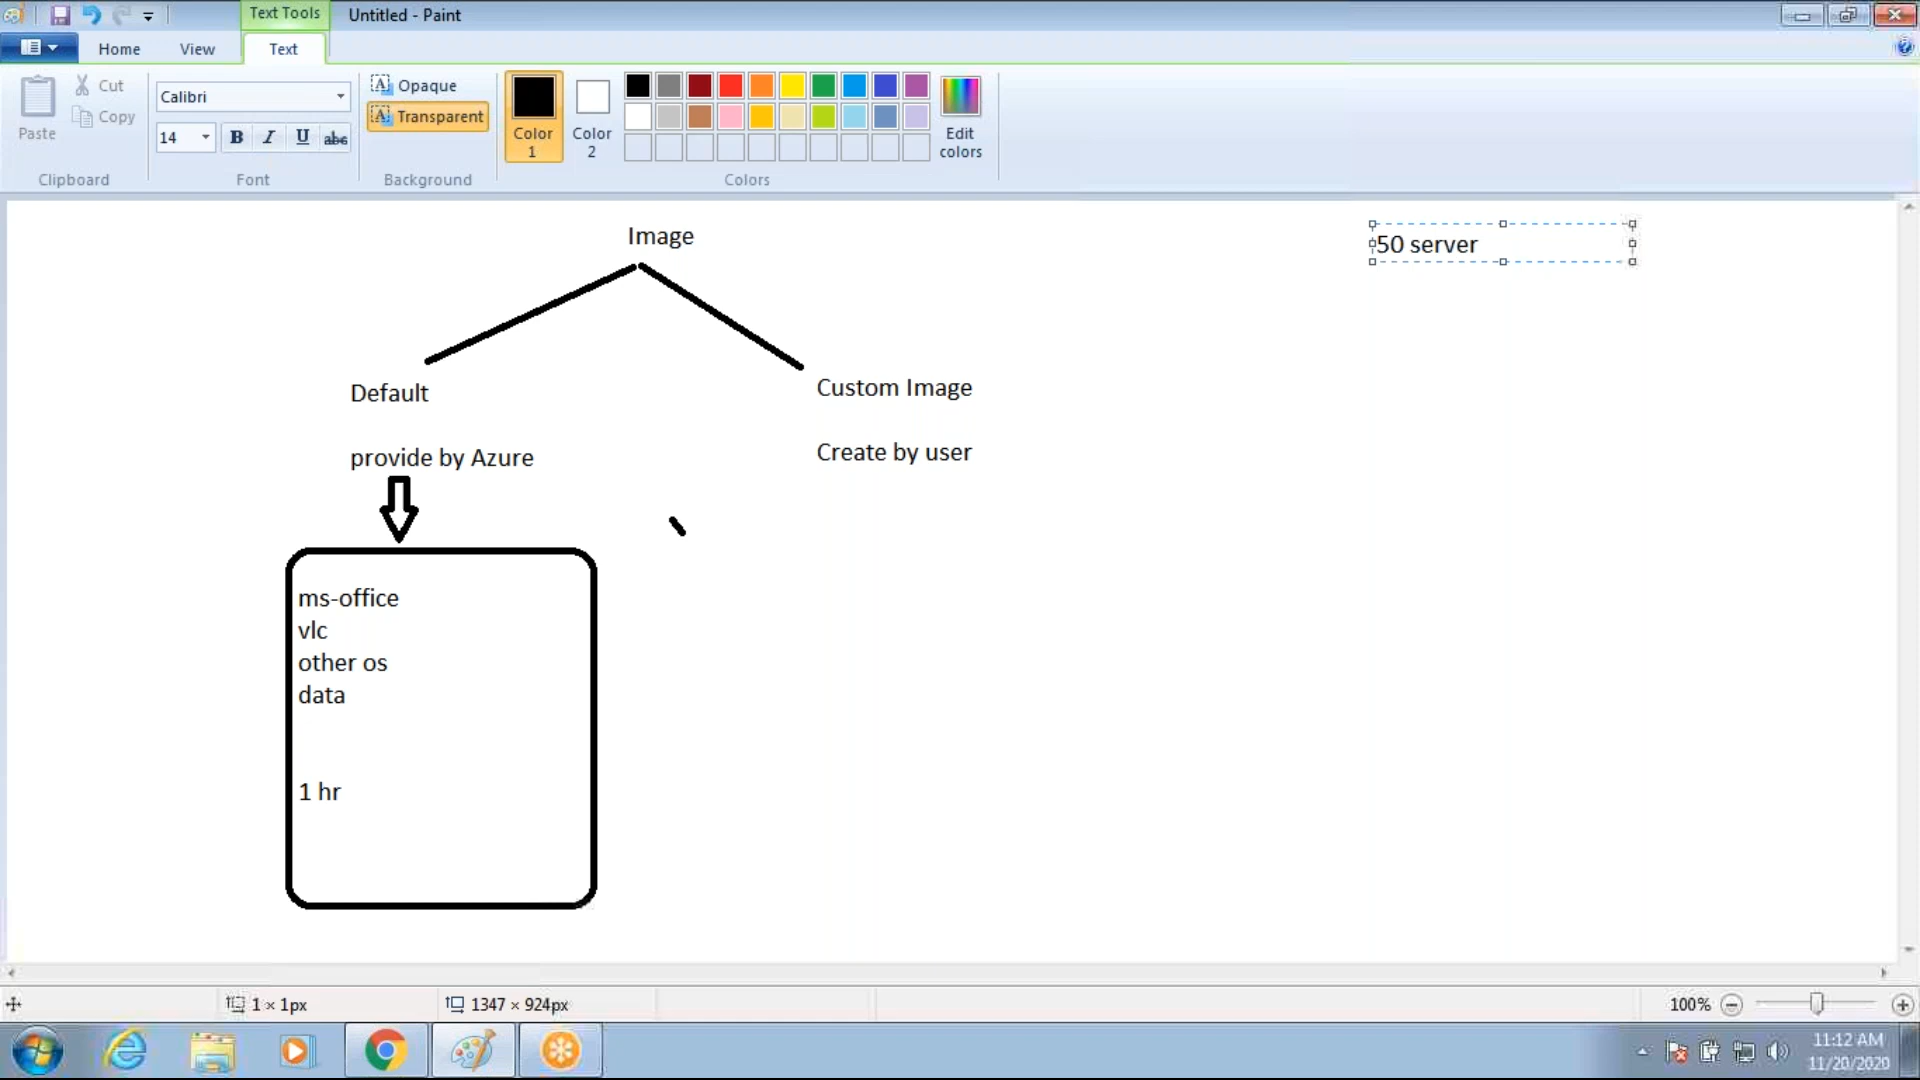 Text Tools
Untitled - Paint
Home
View
Text
Paste
Cut
Copy
Clipboard
Calibri
14
B
I
U
abc
Font
Opaque
Transparent
Background
Color
1
Color
2
Edit
colors
Colors
Image
50 server
Default
Custom Image
provide by Azure
Create by user
ms-office
vlc
other os
data
1 hr
1 × 1px
1347 × 924px
100%
11:12 AM
11/20/2020